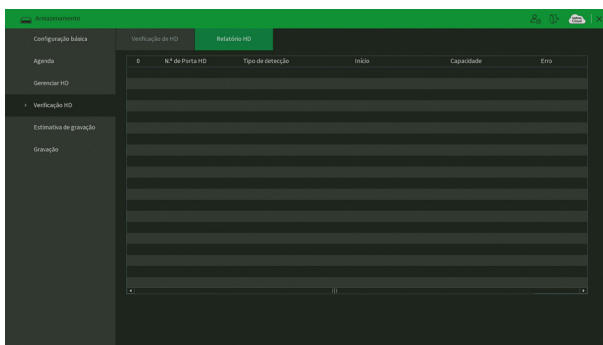 Armazenamento
Configuração básica
Agenda
Gerenciar HD
Verificação HD
Estimativa de gravação
Gravação
Verificação de HD Relatório HD
0 N.º de Porta HD Tipo de detecção Início Capacidade Erro